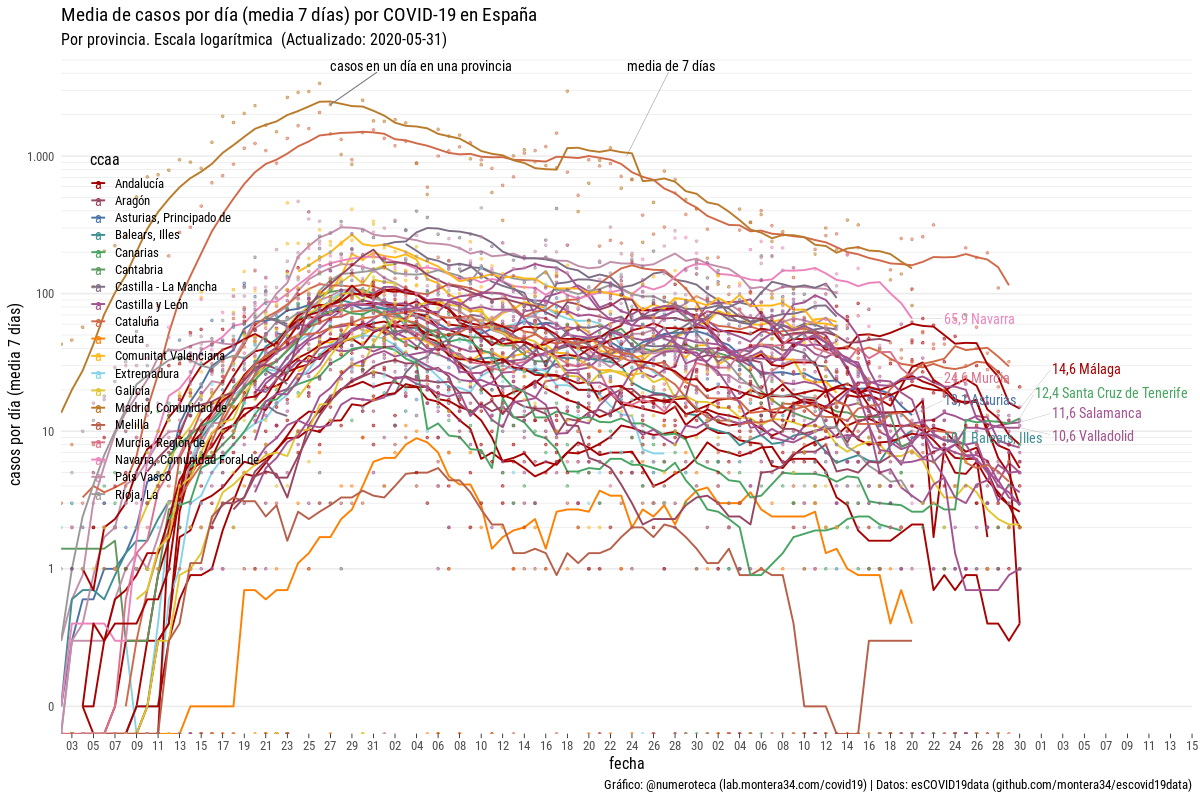 Media de casos por día (media 7 días) por COVID-19 en España
Por provincia. Escala logarítmica (Actualizado: 2020-05-31)
casos en un día en una provincia
media de 7 días
casos por día (media 7 días)
1.000
100
10
1
0
ccaa
Andalucía
Aragón
Asturias, Principado de
Balears, Illes
Canarias
Cantabria
Castilla - La Mancha
Castilla y León
Cataluña
Ceuta
Comunitat Valenciana
Extremadura
Galicia
Madrid, Comunidad de
Melilla
Murcia, Región de
Navarra, Comunidad Foral de
País Vasco
Rioja, La
65,9 Navarra
Murcia
Asturias
Balears, Illes
14,6 Málaga
12,4 Santa Cruz de Tenerife
11,6 Salamanca
10,6 Valladolid
03 05 07 09 11 13 15 17 19 21 23 25 27 29 31 02 04 06 08 10 12 14 16 18 20 22 24 26 28 30 02 04 06 08 10 12 14 16 18 20 22 24 26 28 30 01 03 05 07 09 11 13 15
fecha
Gráfico: @numeroteca (lab.montera34.com/covid19) | Datos: esCOVID19data (github.com/montera34/escovid19data)